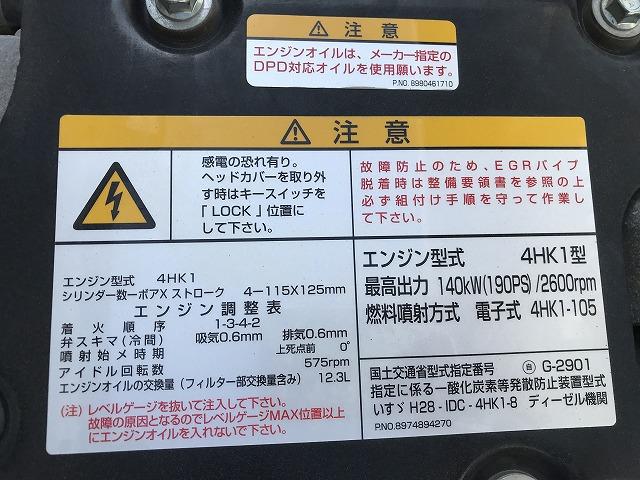 ⚠ 注意
エンジンオイルは、メーカー指定の
DPD対応オイルを使用願います。
P.NO. 8980461710
⚠ 注意
感電の恐れ有り。
ヘッドカバーを取り外
す時はキースイッチを
「LOCK」位置に
して下さい。
故障防止のため、EGRパイプ
脱着時は整備要領書を参照の上
必ず組付け手順を守って作業し
て下さい。
エンジン型式 4HK1
シリンダー数ーボアX ストローク 4ー115X125mm
エンジン調整表
着火順序 1-3-4-2
弁スキマ(冷間) 吸気0.6mm 排気0.6mm
噴射始メ時期 上死点前 0°
アイドル回転数 575rpm
エンジンオイルの交換量(フィルター部交換量含み) 12.3L
(注) レベルゲージを抜いて注入して下さい。
故障の原因となるのでレベルゲージMAX位置以上
にエンジンオイルを入れないで下さい。
エンジン型式 4HK1型
最高出力 140kW(190PS)/2600rpm
燃料噴射方式 電子式 4HK1-105
国土交通省型式指定番号 ㊀自 G-2901
指定に係る一酸化炭素等発散防止装置型式
いすゞ H28-IDC-4HK1-8 ディーゼル機関
P.NO. 8974894270